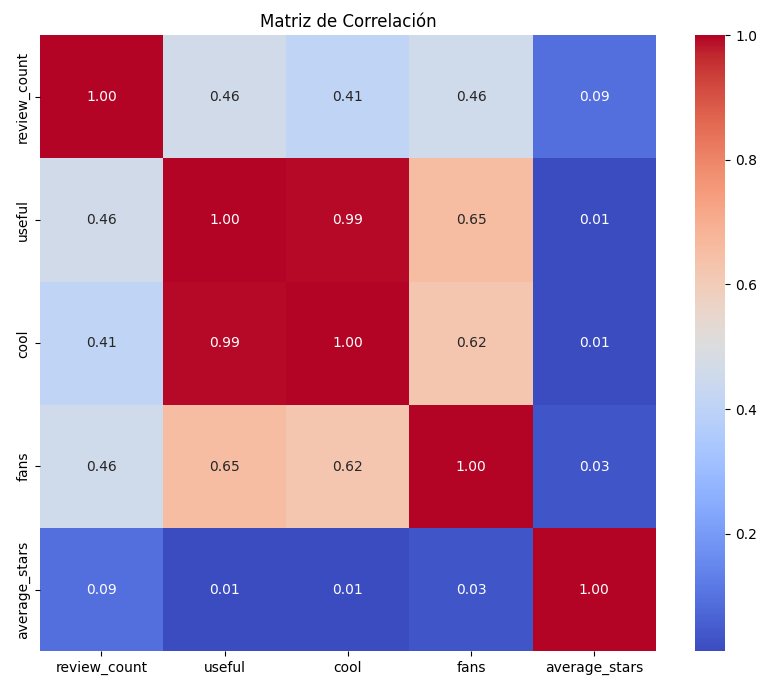 Matriz de Correlación
review_count 1.00 0.46 0.41 0.46 0.09
useful 0.46 1.00 0.99 0.65 0.01
cool 0.41 0.99 1.00 0.62 0.01
fans 0.46 0.65 0.62 1.00 0.03
average_stars 0.09 0.01 0.01 0.03 1.00
review_count useful cool fans average_stars
1.0
0.8
0.6
0.4
0.2